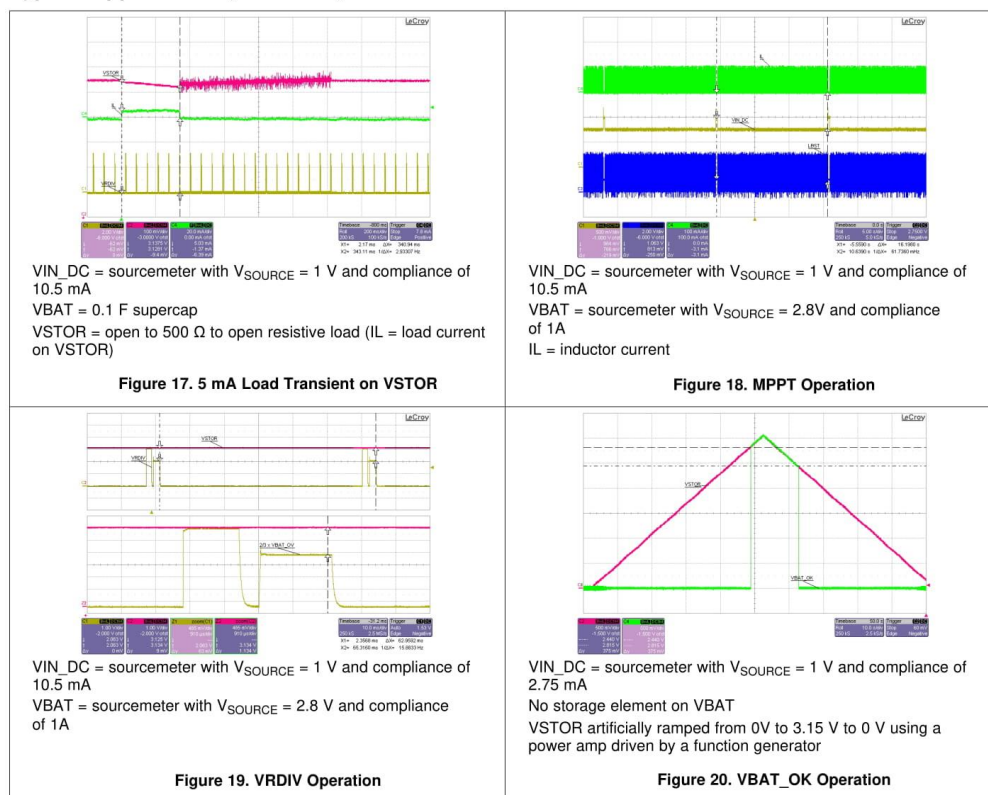 LeCroy
VSTOR
IL
VRDIV
VIN_DC = sourcemeter with VSOURCE = 1 V and compliance of
10.5 mA
VBAT = 0.1 F supercap
VSTOR = open to 500 Ω to open resistive load (IL = load current
on VSTOR)
Figure 17. 5 mA Load Transient on VSTOR
LeCroy
IL
VIN_DC
LBST
VIN_DC = sourcemeter with VSOURCE = 1 V and compliance of
10.5 mA
VBAT = sourcemeter with VSOURCE = 2.8V and compliance
of 1A
IL = inductor current
Figure 18. MPPT Operation
LeCroy
VSTOR
VRDIV
2/3 x VBAT_OV
VIN_DC = sourcemeter with VSOURCE = 1 V and compliance of
10.5 mA
VBAT = sourcemeter with VSOURCE = 2.8 V and compliance
of 1A
Figure 19. VRDIV Operation
LeCroy
VSTOR
VBAT_OK
VIN_DC = sourcemeter with VSOURCE = 1 V and compliance of
2.75 mA
No storage element on VBAT
VSTOR artificially ramped from 0V to 3.15 V to 0 V using a
power amp driven by a function generator
Figure 20. VBAT_OK Operation